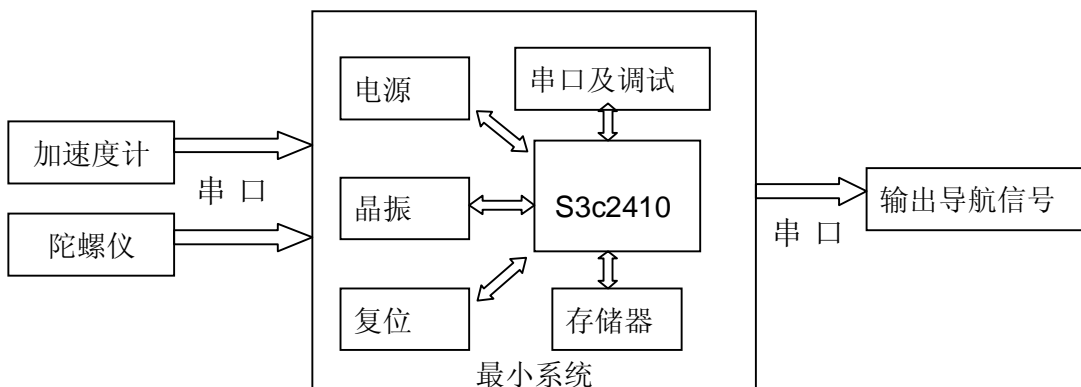 电源
串口及调试
加速度计
串 口
晶振
S3c2410
输出导航信号
串 口
陀螺仪
复位
存储器
最小系统